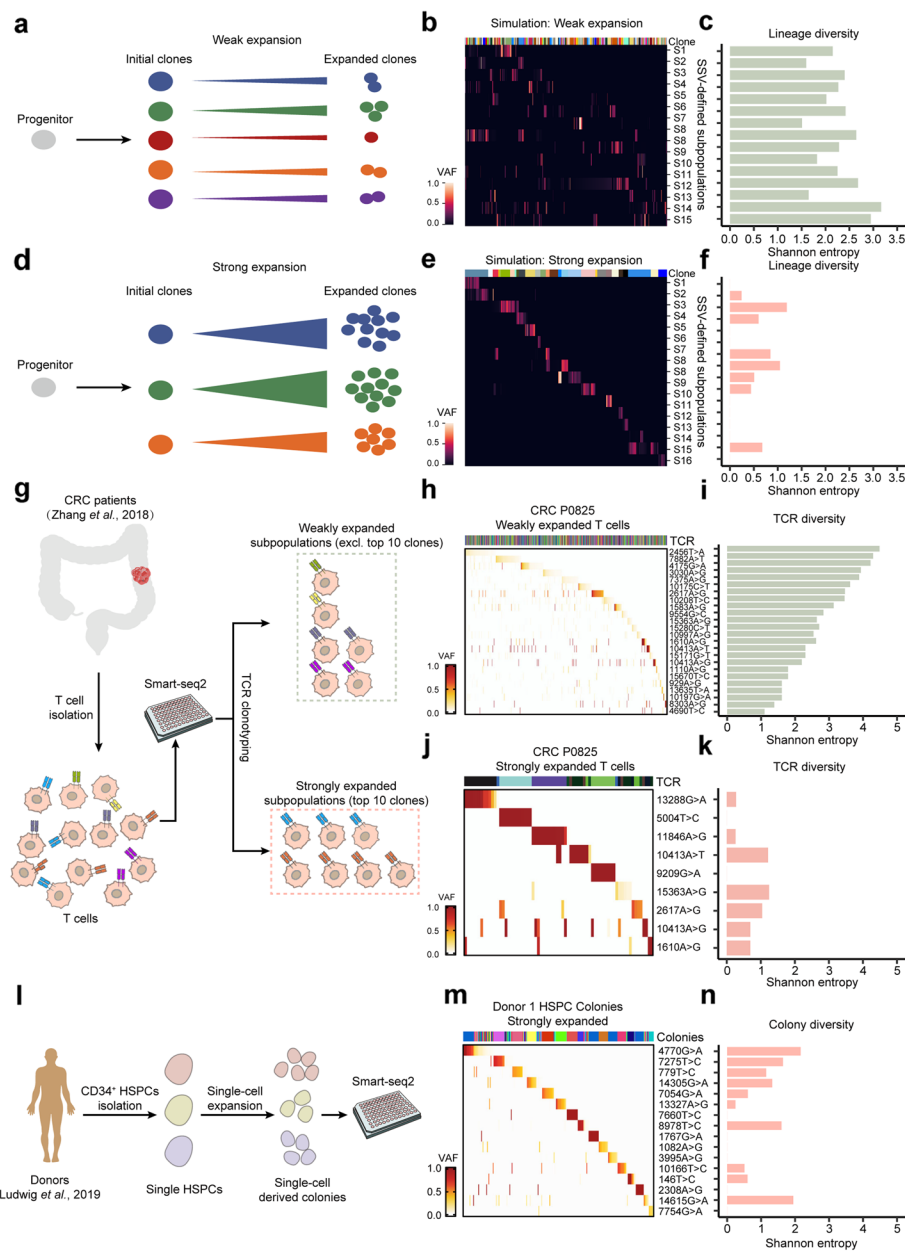 a
Weak expansion
Initial clones
Expanded clones
Progenitor
b
Simulation: Weak expansion
Clone
S1
S2
S3
S4
S5
S6
S7
S8
S8
S9
S10
S11
S12
S13
S14
S15
VAF
1.0
0.5
0.0
SSV-defined subpopulations
c
Lineage diversity
0.0 0.5 1.0 1.5 2.0 2.5 3.0 3.5
Shannon entropy
d
Strong expansion
Initial clones
Expanded clones
Progenitor
e
Simulation: Strong expansion
Clone
S1
S2
S3
S4
S5
S6
S7
S8
S8
S9
S10
S11
S12
S13
S14
S15
S16
VAF
1.0
0.5
0.0
SSV-defined subpopulations
f
Lineage diversity
0.0 0.5 1.0 1.5 2.0 2.5 3.0 3.5
Shannon entropy
g
CRC patients
(Zhang et al., 2018)
T cell
isolation
T cells
Smart-seq2
TCR clonotyping
Weakly expanded
subpopulations (excl. top 10 clones)
Strongly expanded
subpopulations (top 10 clones)
h
CRC P0825
Weakly expanded T cells
TCR
2456T>A
7882A>T
4175G>A
3030A>G
7375A>G
10175C>T
2617A>G
10208T>C
1583A>G
9554G>C
15363A>G
15280C>T
10997A>G
1610A>G
10413A>T
15171G>T
10413A>G
1110A>G
15670T>C
929A>G
13635T>A
10197G>A
8303A>G
4690T>C
VAF
1.0
0.5
0.0
i
TCR diversity
0 1 2 3 4 5
Shannon entropy
j
CRC P0825
Strongly expanded T cells
TCR
13288G>A
5004T>C
11846A>G
10413A>T
9209G>A
15363A>G
2617A>G
10413A>G
1610A>G
VAF
1.0
0.5
0.0
k
TCR diversity
0 1 2 3 4 5
Shannon entropy
l
Donors
Ludwig et al., 2019
CD34+ HSPCs
isolation
Single HSPCs
Single-cell
expansion
Single-cell
derived colonies
Smart-seq2
m
Donor 1 HSPC Colonies
Strongly expanded
Colonies
4770G>A
7275T>C
779T>C
14305G>A
7054G>A
13327A>G
7660T>C
8978T>C
1767G>A
1082A>G
3995A>G
10166T>C
146T>C
2308A>G
14615G>A
7754G>A
VAF
1.0
0.5
0.0
n
Colony diversity
0 1 2 3 4 5
Shannon entropy